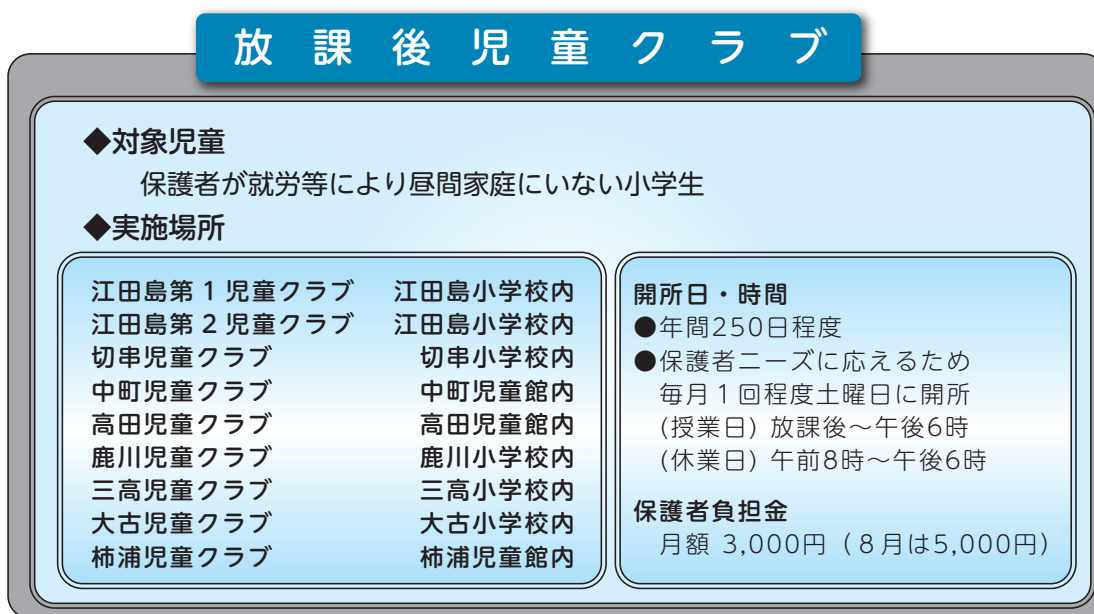 放課後児童クラブ
◆対象児童
保護者が就労等により昼間家庭にいない小学生
◆実施場所
江田島第1児童クラブ 江田島小学校内
江田島第2児童クラブ 江田島小学校内
切串児童クラブ 切串小学校内
中町児童クラブ 中町児童館内
高田児童クラブ 高田児童館内
鹿川児童クラブ 鹿川小学校内
三高児童クラブ 三高小学校内
大古児童クラブ 大古小学校内
柿浦児童クラブ 柿浦児童館内
開所日・時間
●年間250日程度
●保護者ニーズに応えるため
毎月1回程度土曜日に開所
(授業日) 放課後～午後6時
(休業日) 午前8時～午後6時
保護者負担金
月額 3,000円（8月は5,000円）